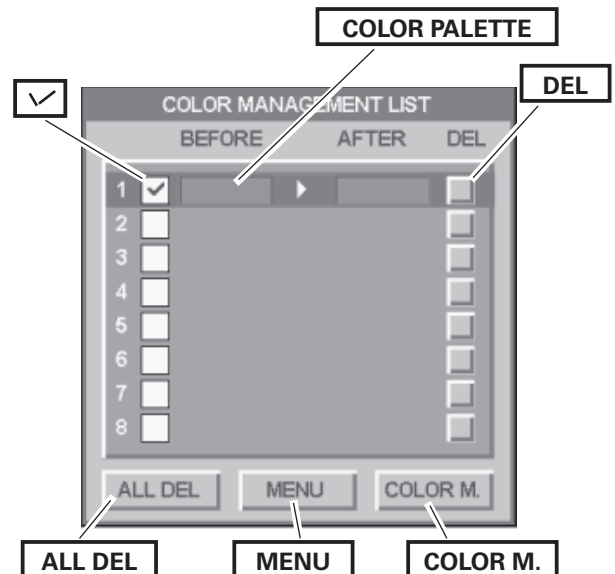 COLOR PALETTE
✓
DEL
COLOR MANAGEMENT LIST
BEFORE AFTER DEL
1 ✓
2
3
4
5
6
7
8
ALL DEL MENU COLOR M.
ALL DEL MENU COLOR M.